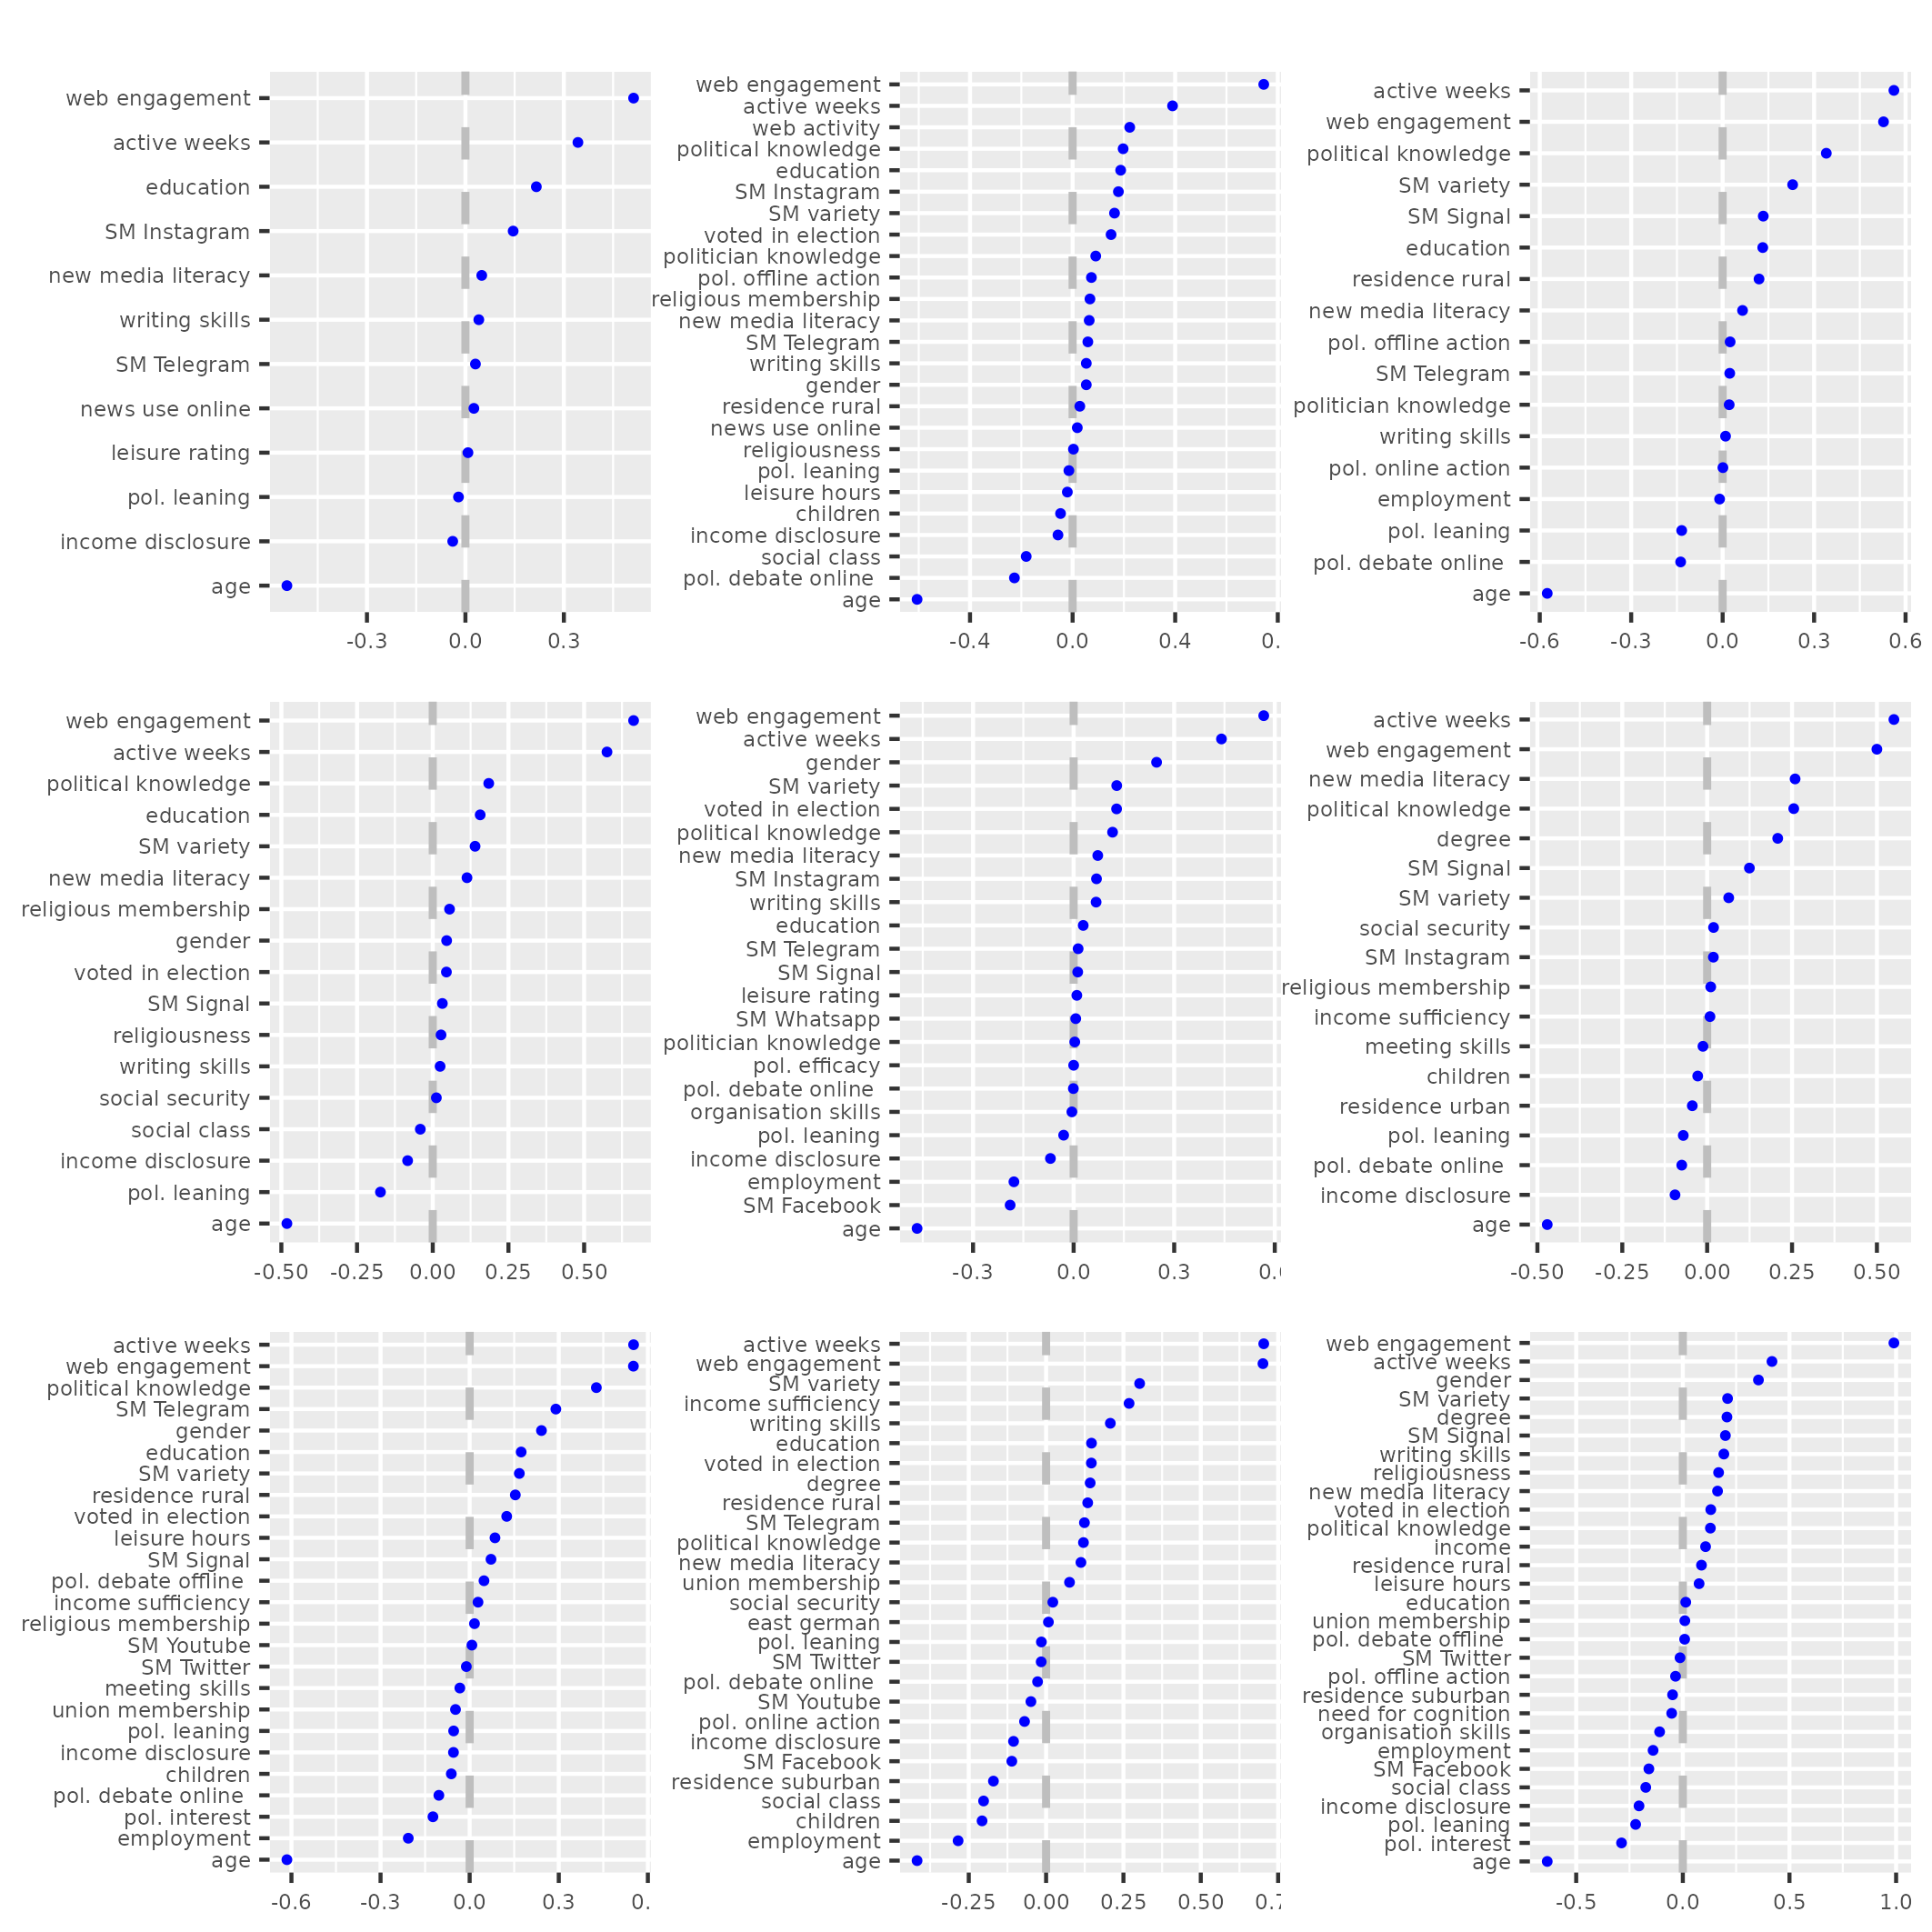 web engagement
active weeks
education
SM Instagram
new media literacy
writing skills
SM Telegram
news use online
leisure rating
pol. leaning
income disclosure
age
-0.3 0.0 0.3
web engagement
active weeks
web activity
political knowledge
education
SM Instagram
SM variety
voted in election
politician knowledge
pol. offline action
religious membership
new media literacy
SM Telegram
writing skills
gender
residence rural
news use online
religiousness
pol. leaning
leisure hours
children
income disclosure
social class
pol. debate online
age
-0.4 0.0 0.4 0.
active weeks
web engagement
political knowledge
SM variety
SM Signal
education
residence rural
new media literacy
pol. offline action
SM Telegram
politician knowledge
writing skills
pol. online action
employment
pol. leaning
pol. debate online
age
-0.6 -0.3 0.0 0.3 0.6
web engagement
active weeks
political knowledge
education
SM variety
new media literacy
religious membership
gender
voted in election
SM Signal
religiousness
writing skills
social security
social class
income disclosure
pol. leaning
age
-0.50 -0.25 0.00 0.25 0.50
web engagement
active weeks
gender
SM variety
voted in election
political knowledge
new media literacy
SM Instagram
writing skills
education
SM Telegram
SM Signal
leisure rating
SM Whatsapp
politician knowledge
pol. efficacy
pol. debate online
organisation skills
pol. leaning
income disclosure
employment
SM Facebook
age
-0.3 0.0 0.3 0.
active weeks
web engagement
new media literacy
political knowledge
degree
SM Signal
SM variety
social security
SM Instagram
religious membership
income sufficiency
meeting skills
children
residence urban
pol. leaning
pol. debate online
income disclosure
age
-0.50 -0.25 0.00 0.25 0.50
active weeks
web engagement
political knowledge
SM Telegram
gender
education
SM variety
residence rural
voted in election
leisure hours
SM Signal
pol. debate offline
income sufficiency
religious membership
SM Youtube
SM Twitter
meeting skills
union membership
pol. leaning
income disclosure
children
pol. debate online
pol. interest
employment
age
-0.6 -0.3 0.0 0.3 0.
active weeks
web engagement
SM variety
income sufficiency
writing skills
education
voted in election
degree
residence rural
SM Telegram
political knowledge
new media literacy
union membership
social security
east german
pol. leaning
SM Twitter
pol. debate online
SM Youtube
pol. online action
income disclosure
SM Facebook
residence suburban
social class
children
employment
age
-0.25 0.00 0.25 0.50 0.7
web engagement
active weeks
gender
SM variety
degree
SM Signal
writing skills
religiousness
new media literacy
voted in election
political knowledge
income
residence rural
leisure hours
education
union membership
pol. debate offline
SM Twitter
pol. offline action
residence suburban
need for cognition
organisation skills
employment
SM Facebook
social class
income disclosure
pol. leaning
pol. interest
age
-0.5 0.0 0.5 1.0